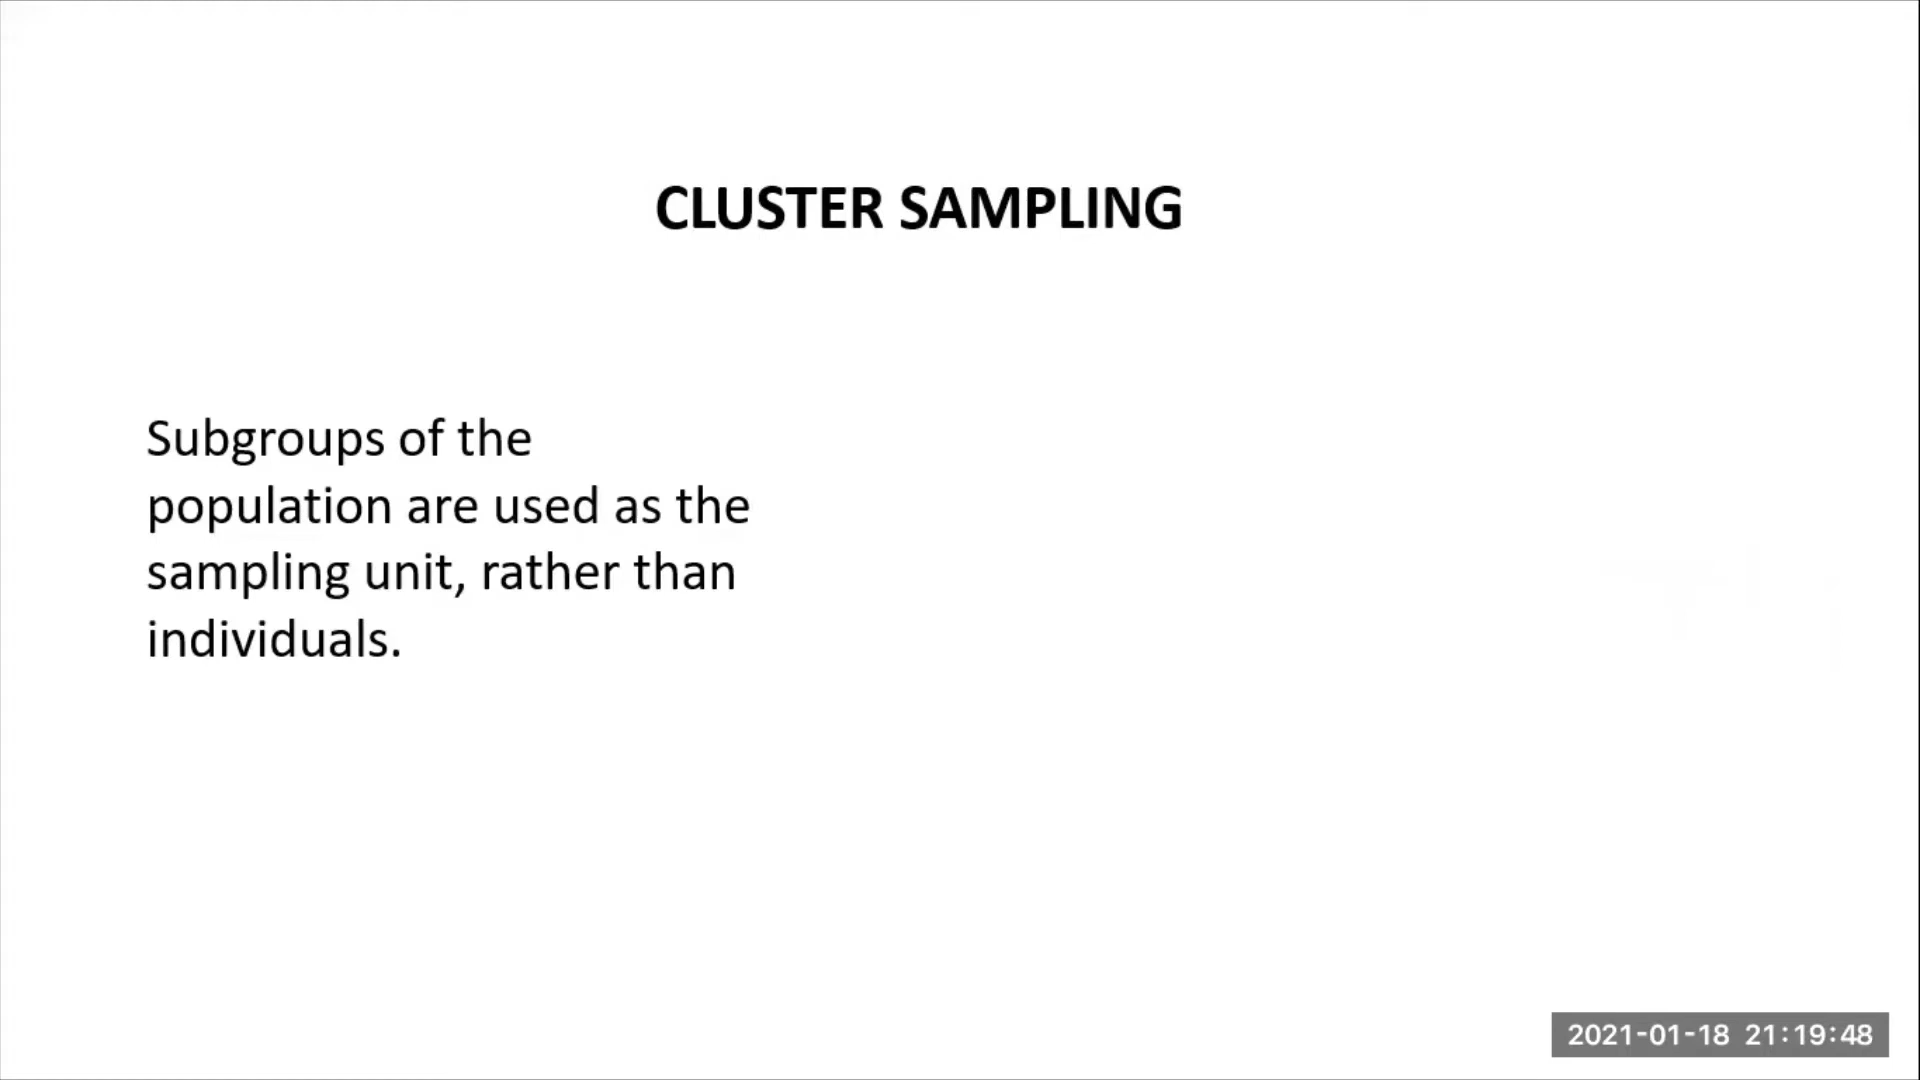 CLUSTER SAMPLING
Subgroups of the
population are used as the
sampling unit, rather than
individuals.
2021-01-18 21:19:48